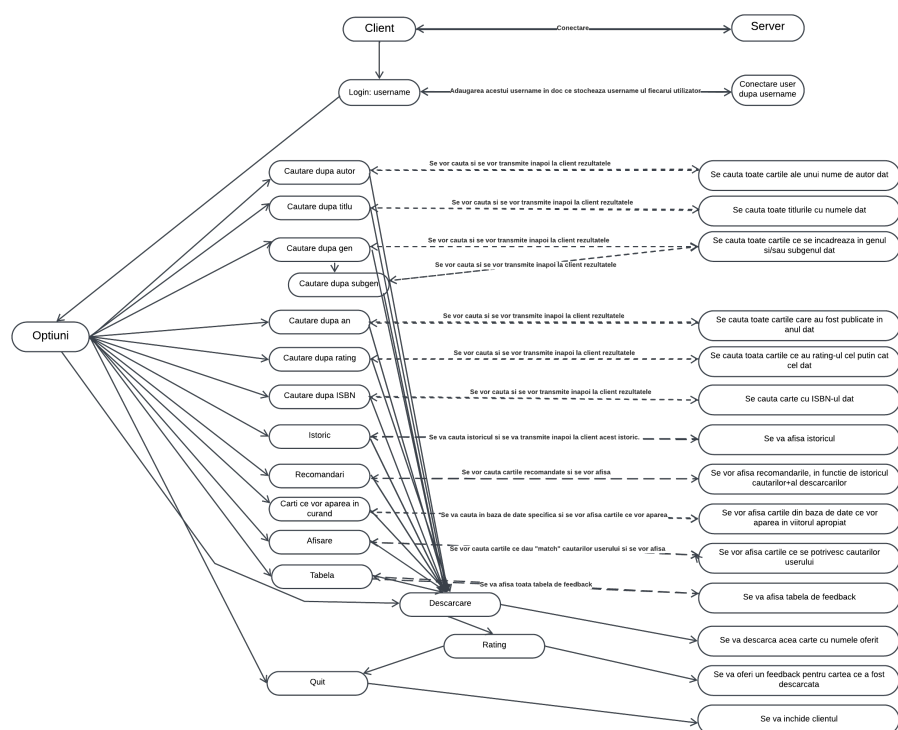 Client
Conectare
Server
Login: username
Adaugarea acestui username in doc ce stocheaza username ul fiecarui utilizator
Conectare user
dupa username
Cautare dupa autor
Se vor cauta si se vor transmite inapoi la client rezultatele
Se cauta toate cartile ale unui nume de autor dat
Cautare dupa titlu
Se vor cauta si se vor transmite inapoi la client rezultatele
Se cauta toate titlurile cu numele dat
Cautare dupa gen
Se vor cauta si se vor transmite inapoi la client rezultatele
Se cauta toate cartile ce se incadreaza in genul
si/sau subgenul dat
Se vor cauta si se vor transmite inapoi la client rezultatele
Cautare dupa subgen
Optiuni
Cautare dupa an
Se vor cauta si se vor transmite inapoi la client rezultatele
Se cauta toate cartile care au fost publicate in
anul dat
Cautare dupa rating
Se vor cauta si se vor transmite inapoi la client rezultatele
Se cauta toata cartile ce au rating-ul cel putin cat
cel dat
Cautare dupa ISBN
Se vor cauta si se vor transmite inapoi la client rezultatele
Se cauta carte cu ISBN-ul dat
Istoric
Se va cauta istoricul si se va transmite inapoi la client acest istoric.
Se va afisa istoricul
Recomandari
Se vor cauta cartile recomandate si se vor afisa
Se vor afisa recomandarile, in functie de istoricul
cautarilor+al descarcarilor
Carti ce vor aparea in
curand
Se va cauta in baza de date specifica si se vor afisa cartile ce vor aparea
Se vor afisa cartile din baza de date ce vor
aparea in viitorul apropiat
Afisare
Se vor cauta cartile ce dau "match" cautarilor userului si se vor afisa
Se vor afisa cartile ce se potrivesc cautarilor
userului
Tabela
Se va afisa toata tabela de feedback
Se va afisa tabela de feedback
Descarcare
Se va descarca acea carte cu numele oferit
Rating
Se va oferi un feedback pentru cartea ce a fost
descarcata
Quit
Se va inchide clientul